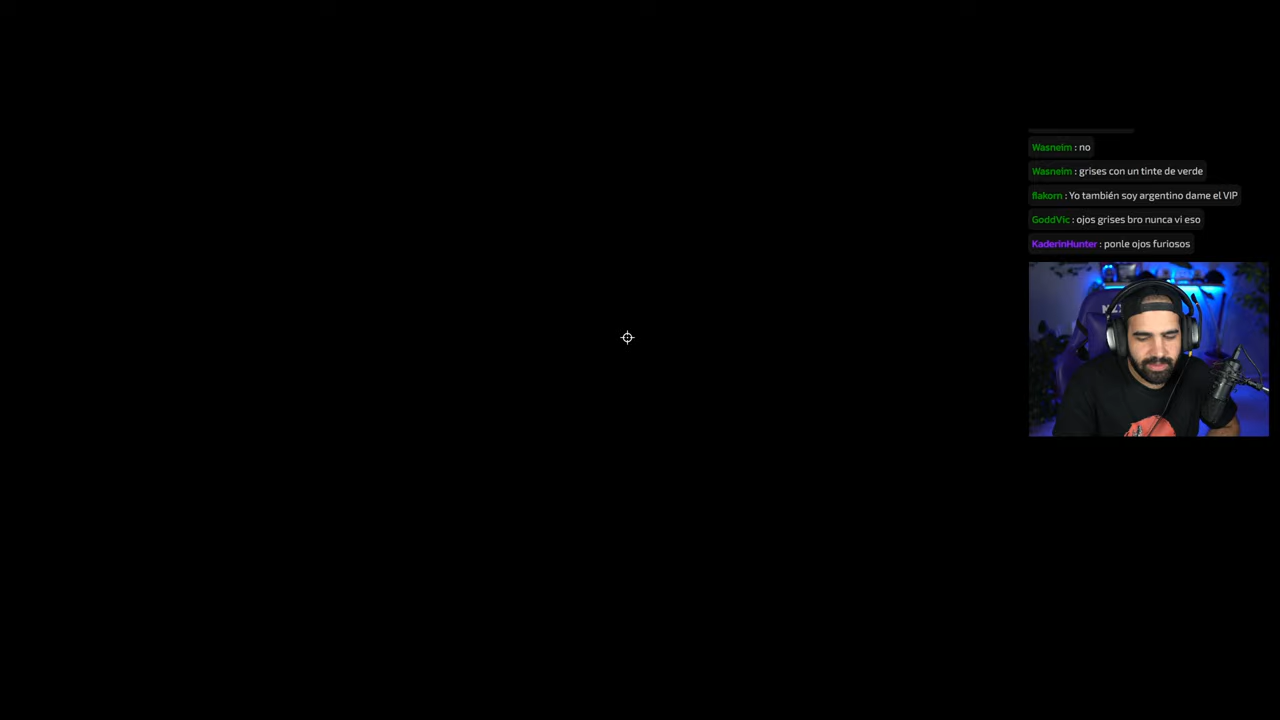 Wasneim : no
Wasneim : grises con un tinte de verde
flakorn : Yo también soy argentino dame el VIP
GoddVic : ojos grises bro nunca vi eso
KaderinHunter : ponle ojos furiosos